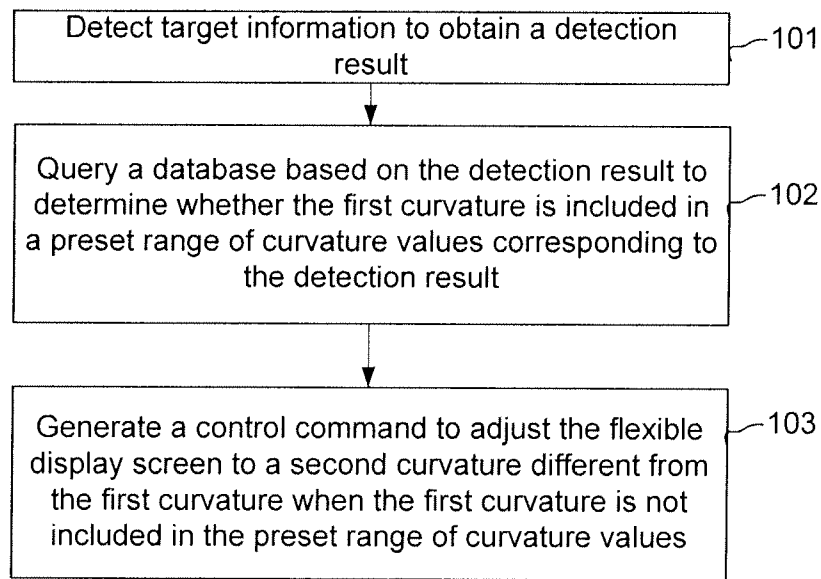 Detect target information to obtain a detection
result
101
Query a database based on the detection result to
determine whether the first curvature is included in
a preset range of curvature values corresponding to
the detection result
102
Generate a control command to adjust the flexible
display screen to a second curvature different from
the first curvature when the first curvature is not
included in the preset range of curvature values
103